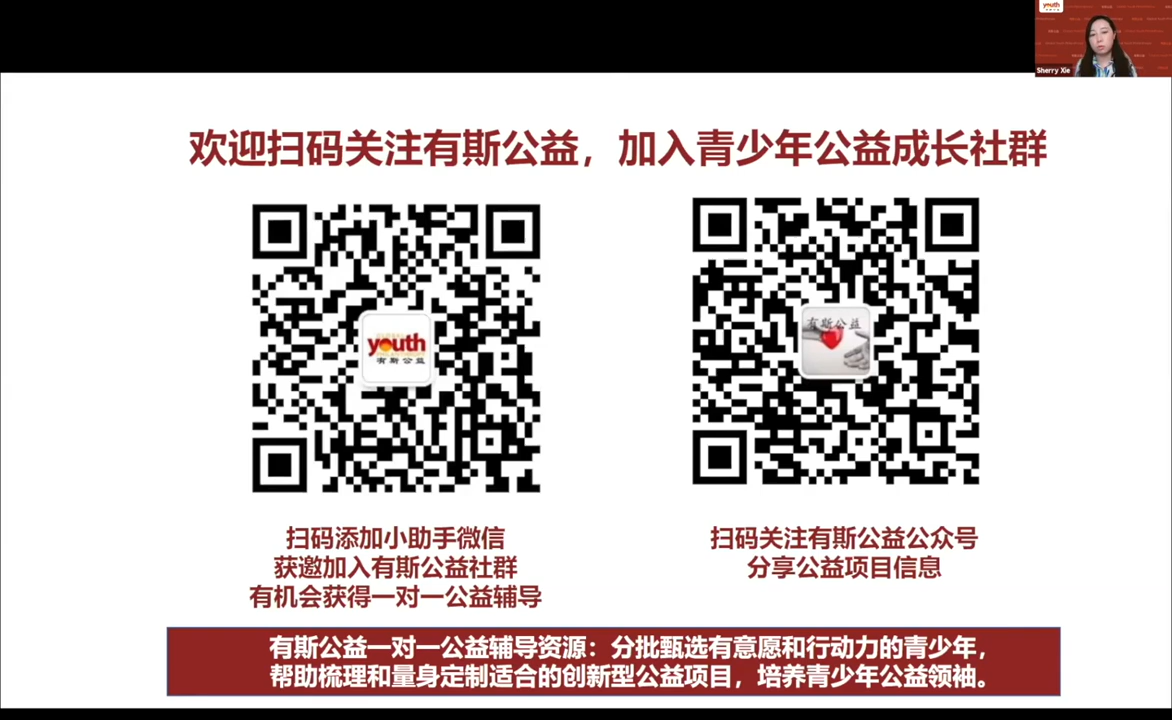 youth
Sherry Xie
欢迎扫码关注有斯公益，加入青少年公益成长社群
youth
有斯公益
有斯公益
扫码添加小助手微信
获邀加入有斯公益社群
有机会获得一对一公益辅导
扫码关注有斯公益公众号
分享公益项目信息
有斯公益一对一公益辅导资源：分批甄选有意愿和行动力的青少年，
帮助梳理和量身定制适合的创新型公益项目，培养青少年公益领袖。